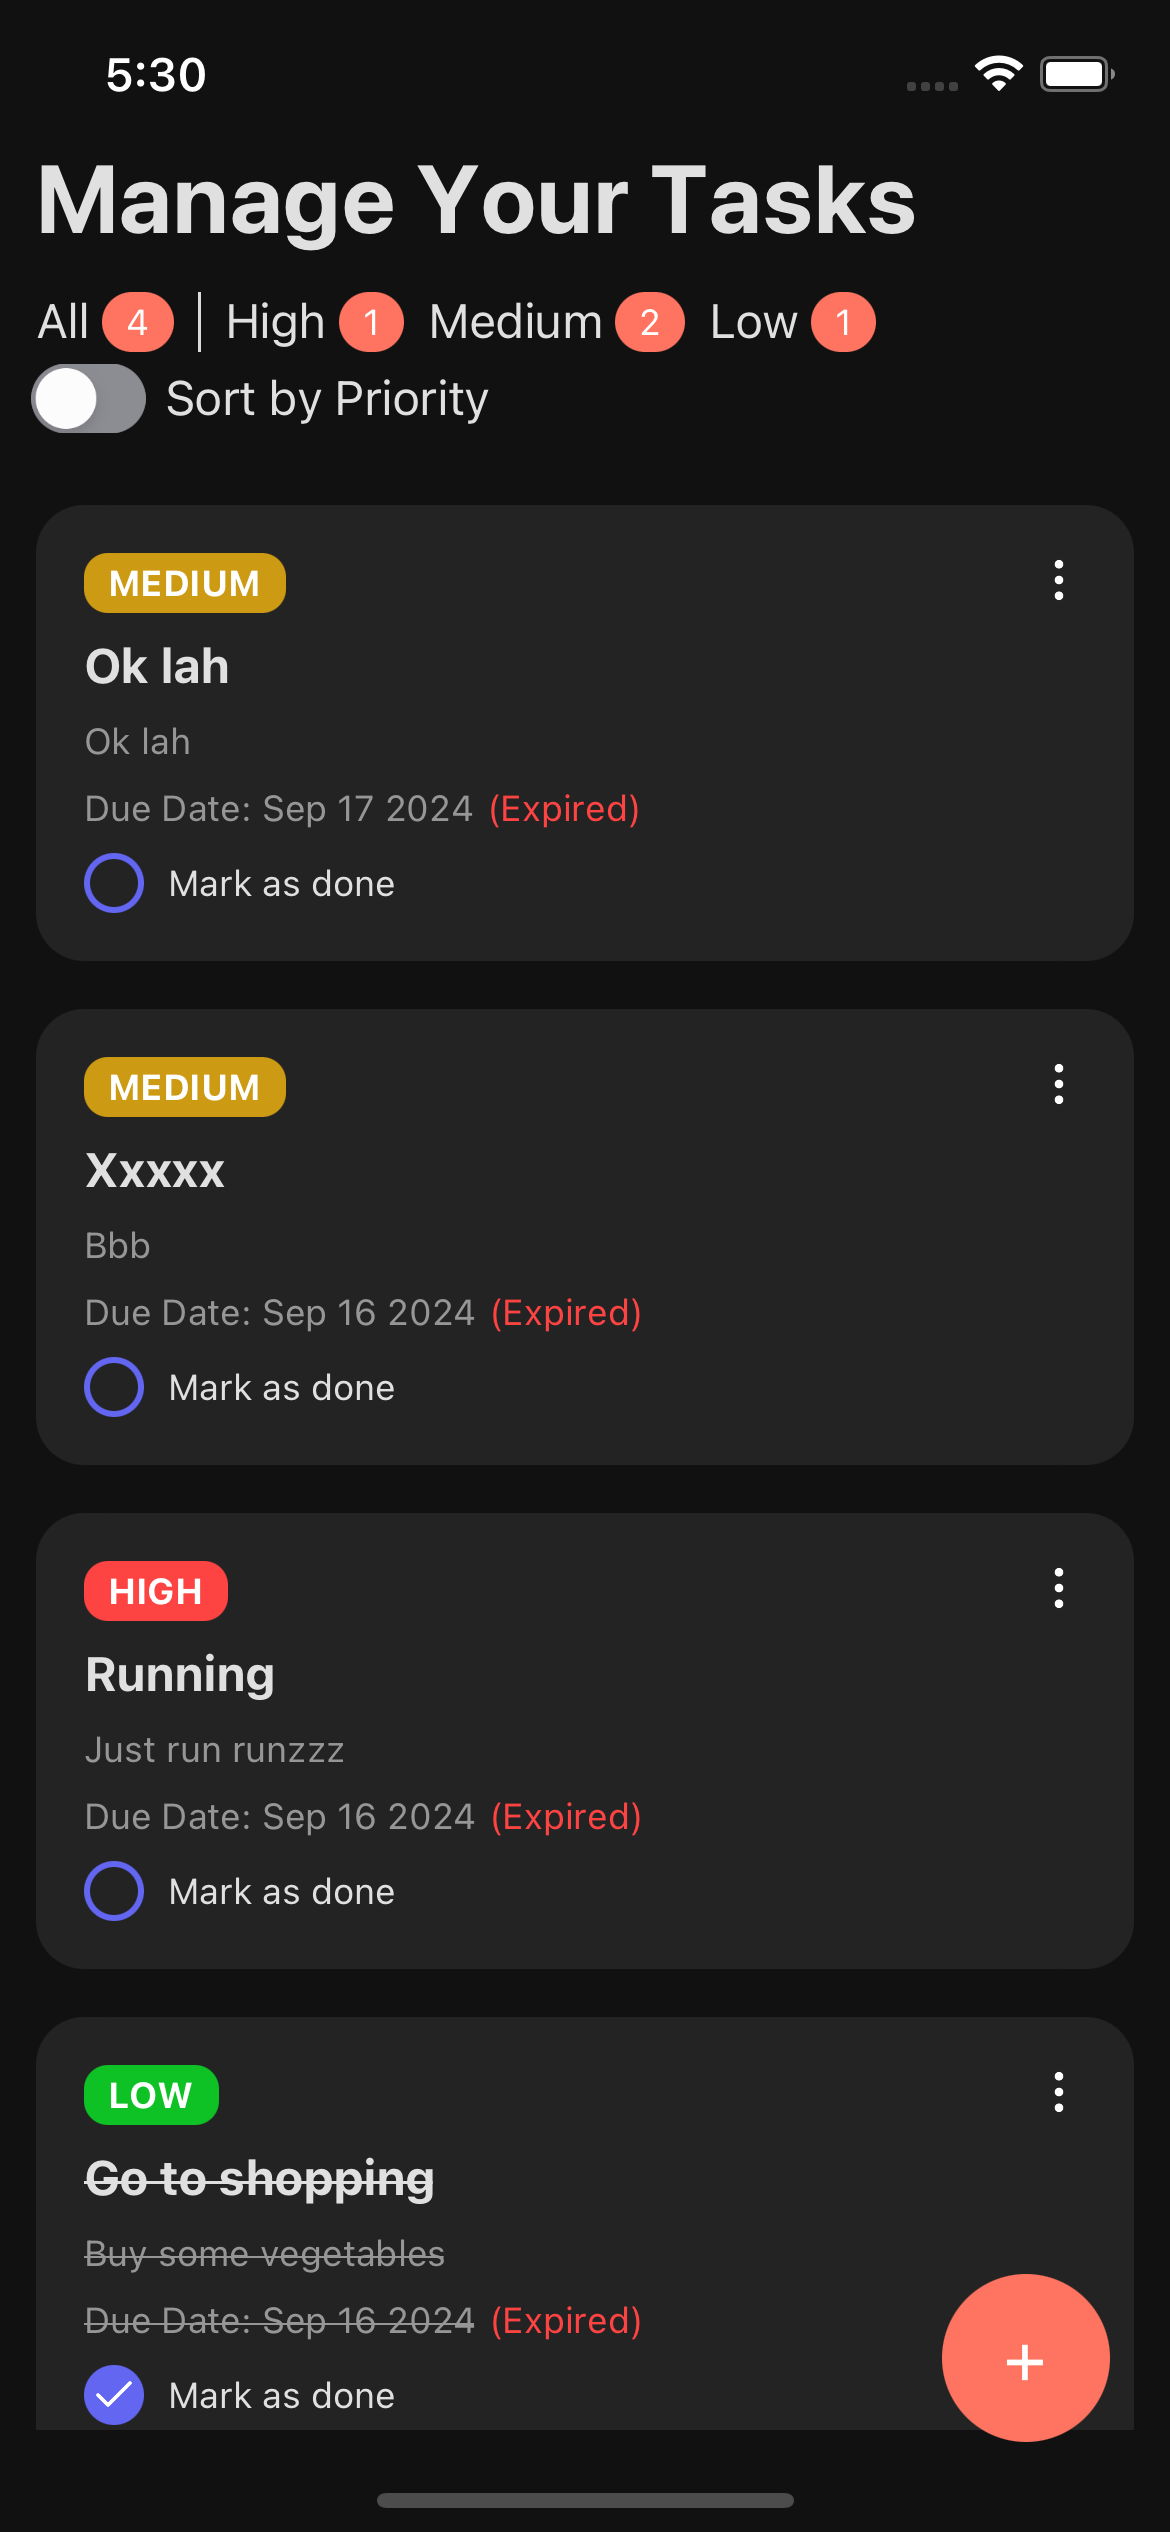 5:30
Manage Your Tasks
All 4 | High 1 Medium 2 Low 1
Sort by Priority
MEDIUM
Ok lah
Ok lah
Due Date: Sep 17 2024 (Expired)
Mark as done
MEDIUM
Xxxxx
Bbb
Due Date: Sep 16 2024 (Expired)
Mark as done
HIGH
Running
Just run runzzz
Due Date: Sep 16 2024 (Expired)
Mark as done
LOW
Go to shopping
Buy some vegetables
Due Date: Sep 16 2024 (Expired)
Mark as done
+